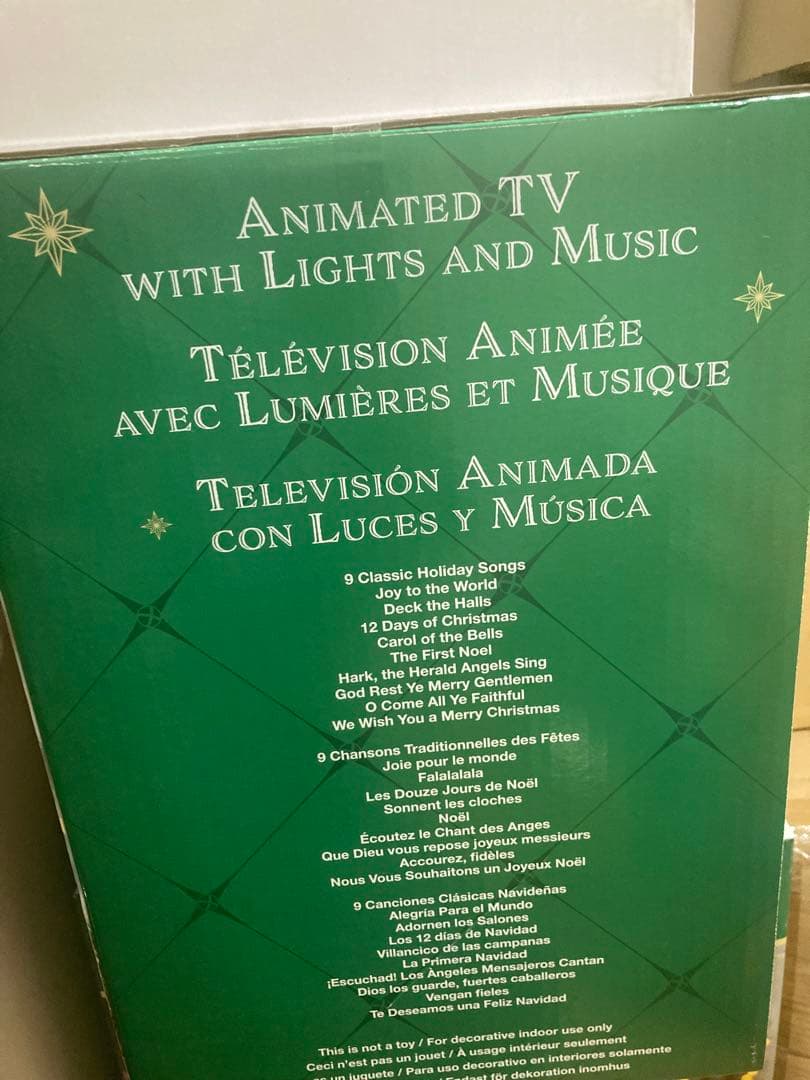 ANIMATED TV
WITH LIGHTS AND MUSIC
TÉLÉVISION ANIMÉE
AVEC LUMIÈRES ET MUSIQUE
TELEVISIÓN ANIMADA
CON LUCES Y MÚSICA
9 Classic Holiday Songs
Joy to the World
Deck the Halls
12 Days of Christmas
Carol of the Bells
The First Noel
Hark, the Herald Angels Sing
God Rest Ye Merry Gentlemen
O Come All Ye Faithful
We Wish You a Merry Christmas
9 Chansons Traditionnelles des Fêtes
Joie pour le monde
Falalalala
Les Douze Jours de Noël
Sonnent les cloches
Noël
Écoutez le Chant des Anges
Que Dieu vous repose joyeux messieurs
Accourez, fidèles
Nous Vous Souhaitons un Joyeux Noël
9 Canciones Clásicas Navideñas
Alegría Para el Mundo
Adornen los Salones
Los 12 días de Navidad
Villancico de las campanas
La Primera Navidad
¡Escuchad! Los Àngeles Mensajeros Cantan
Dios los guarde, fuertes caballeros
Vengan fieles
Te Deseamos una Feliz Navidad
This is not a toy / For decorative indoor use only
Ceci n'est pas un jouet / À usage intérieur seulement
un juguete / Para uso decorativo en interiores solamente
/ Endast för dekoration inomhus